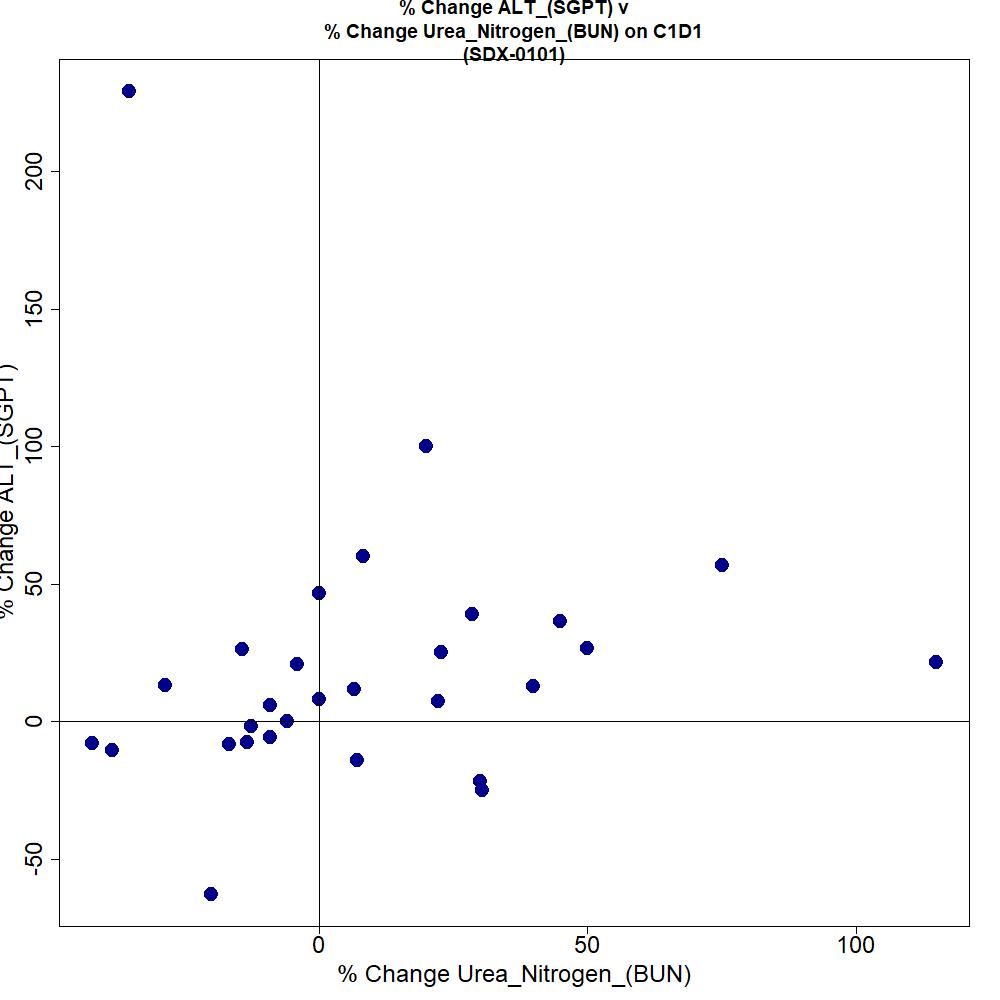 % Change ALT_(SGPT) v
% Change Urea_Nitrogen_(BUN) on C1D1
(SDX-0101)
% Change ALT_(SGPT)
200
150
100
50
0
-50
0
50
100
% Change Urea_Nitrogen_(BUN)